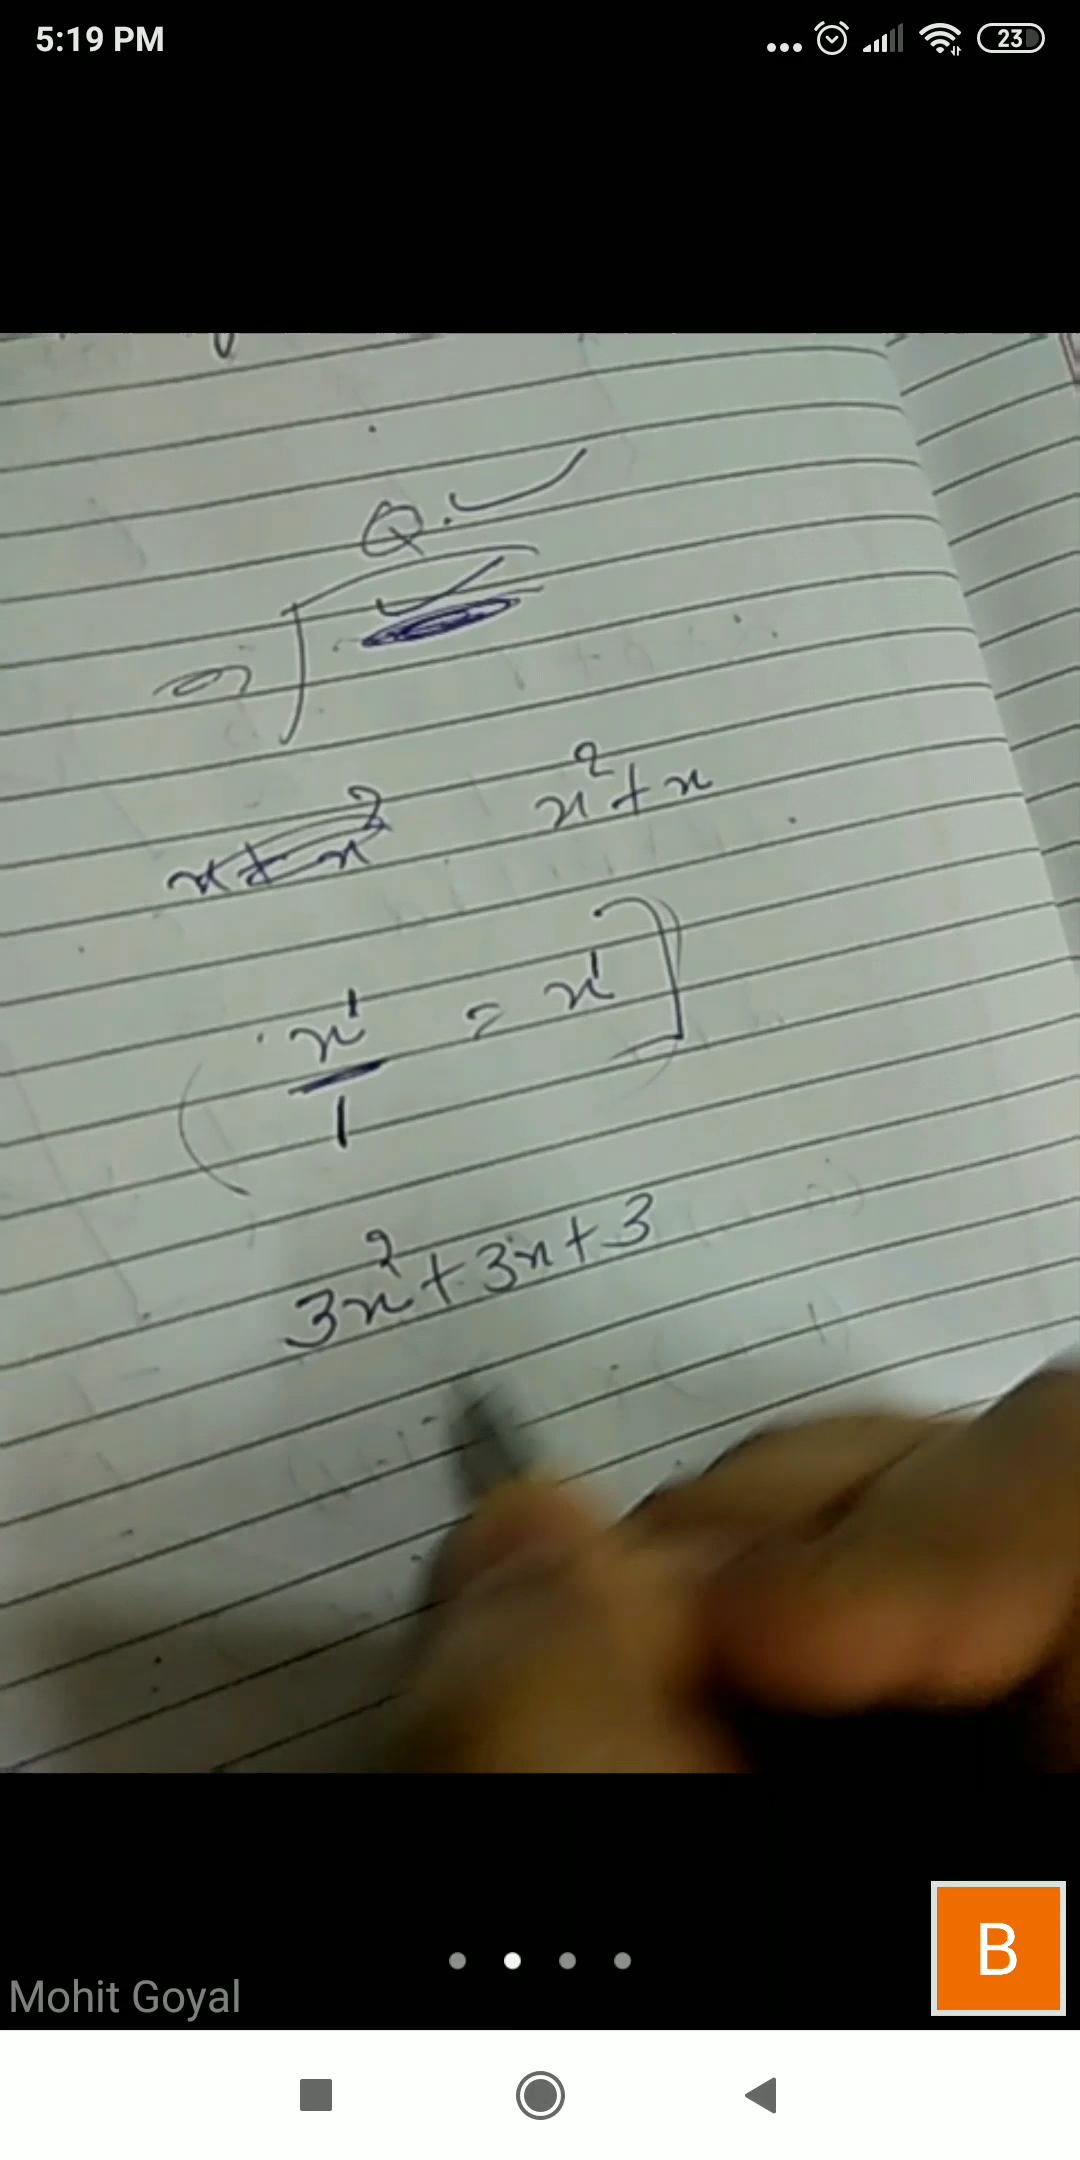 5:19 PM
23
Q.
x + x²
x² + x
x¹/1 = x¹
3x² + 3x + 3
Mohit Goyal
B